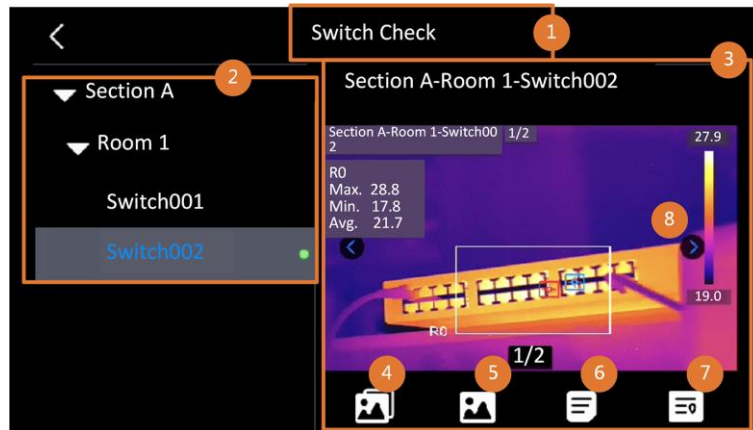 Switch Check
1
2
3
Section A
Room 1
Switch001
Switch002
Section A-Room 1-Switch002
Section A-Room 1-Switch00
2
1/2
R0
Max. 28.8
Min. 17.8
Avg. 21.7
27.9
8
19.0
R0
1/2
4
5
6
7